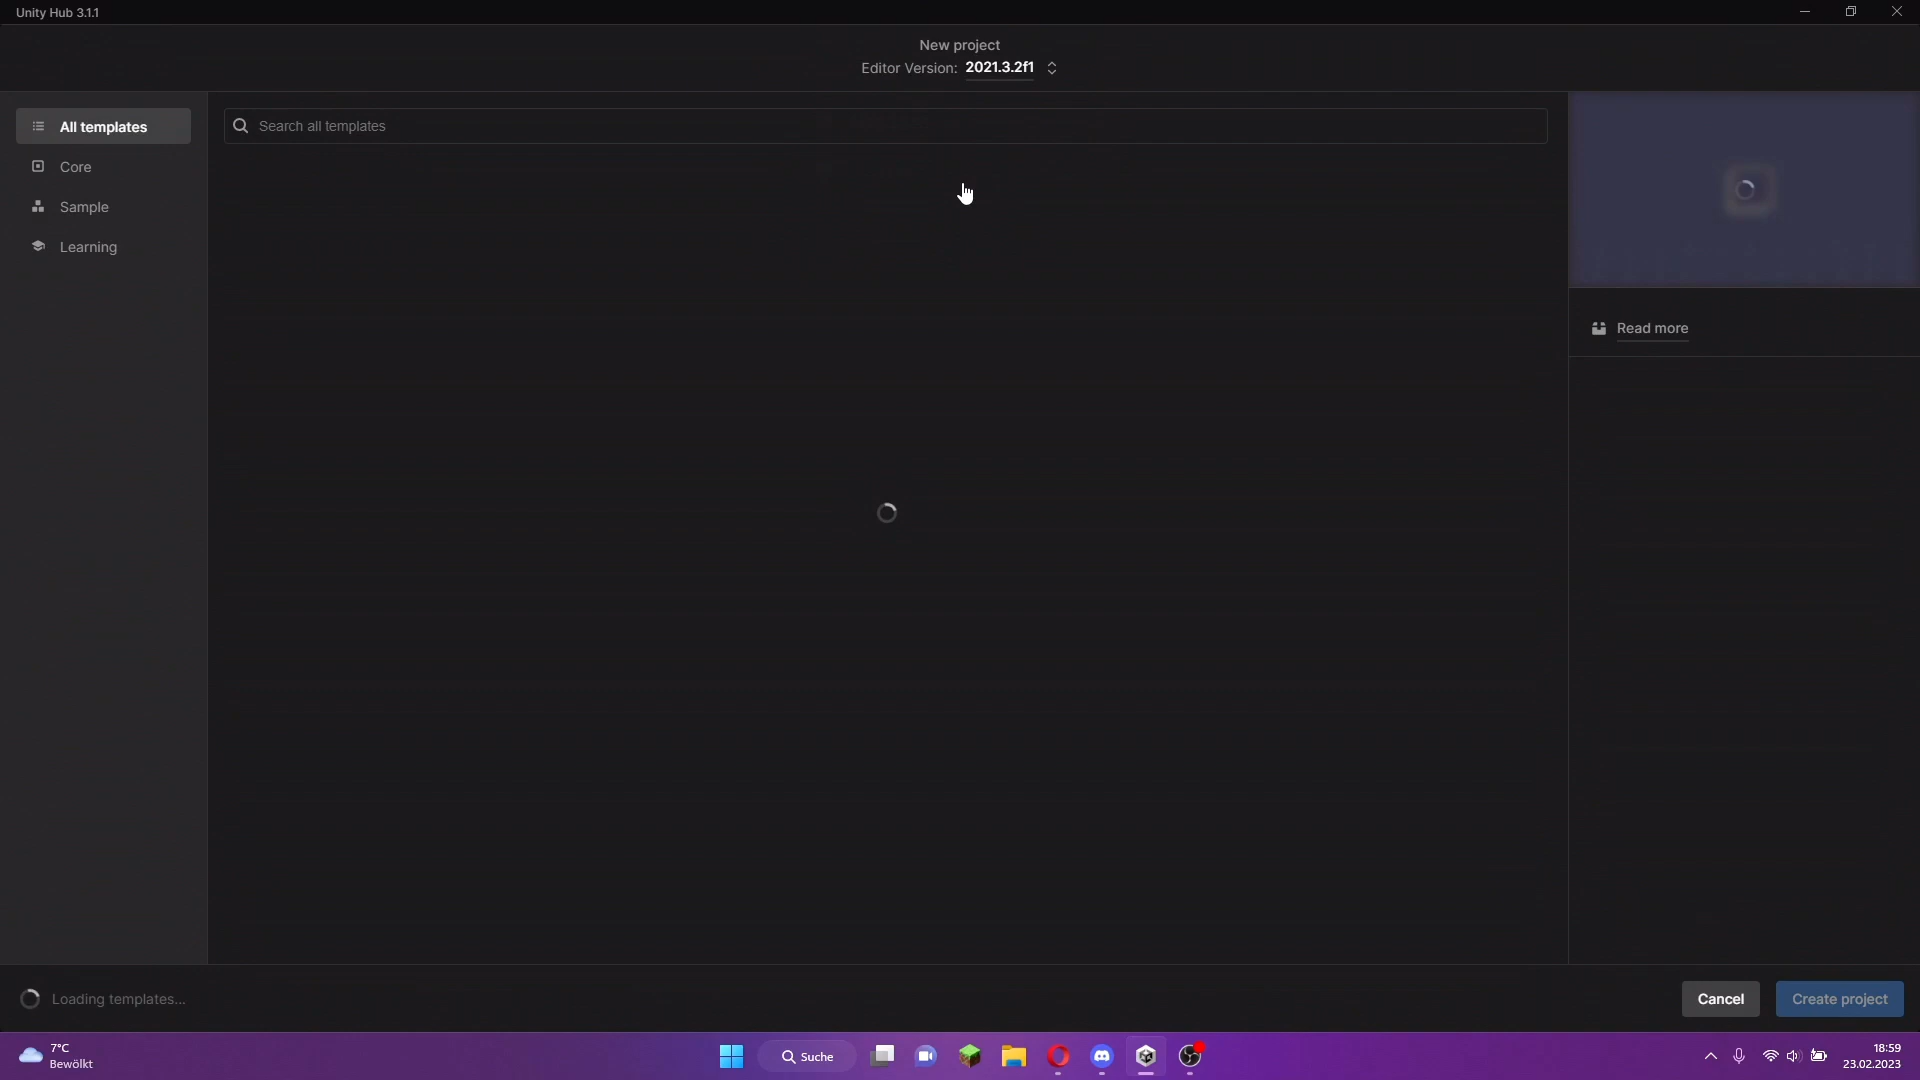 Unity Hub 3.1.1
New project
Editor Version: 2021.3.2f1
All templates
Core
Sample
Learning
Search all templates
Read more
Loading templates...
Cancel
Create project
7°C
Bewölkt
Suche
18:59
23.02.2023